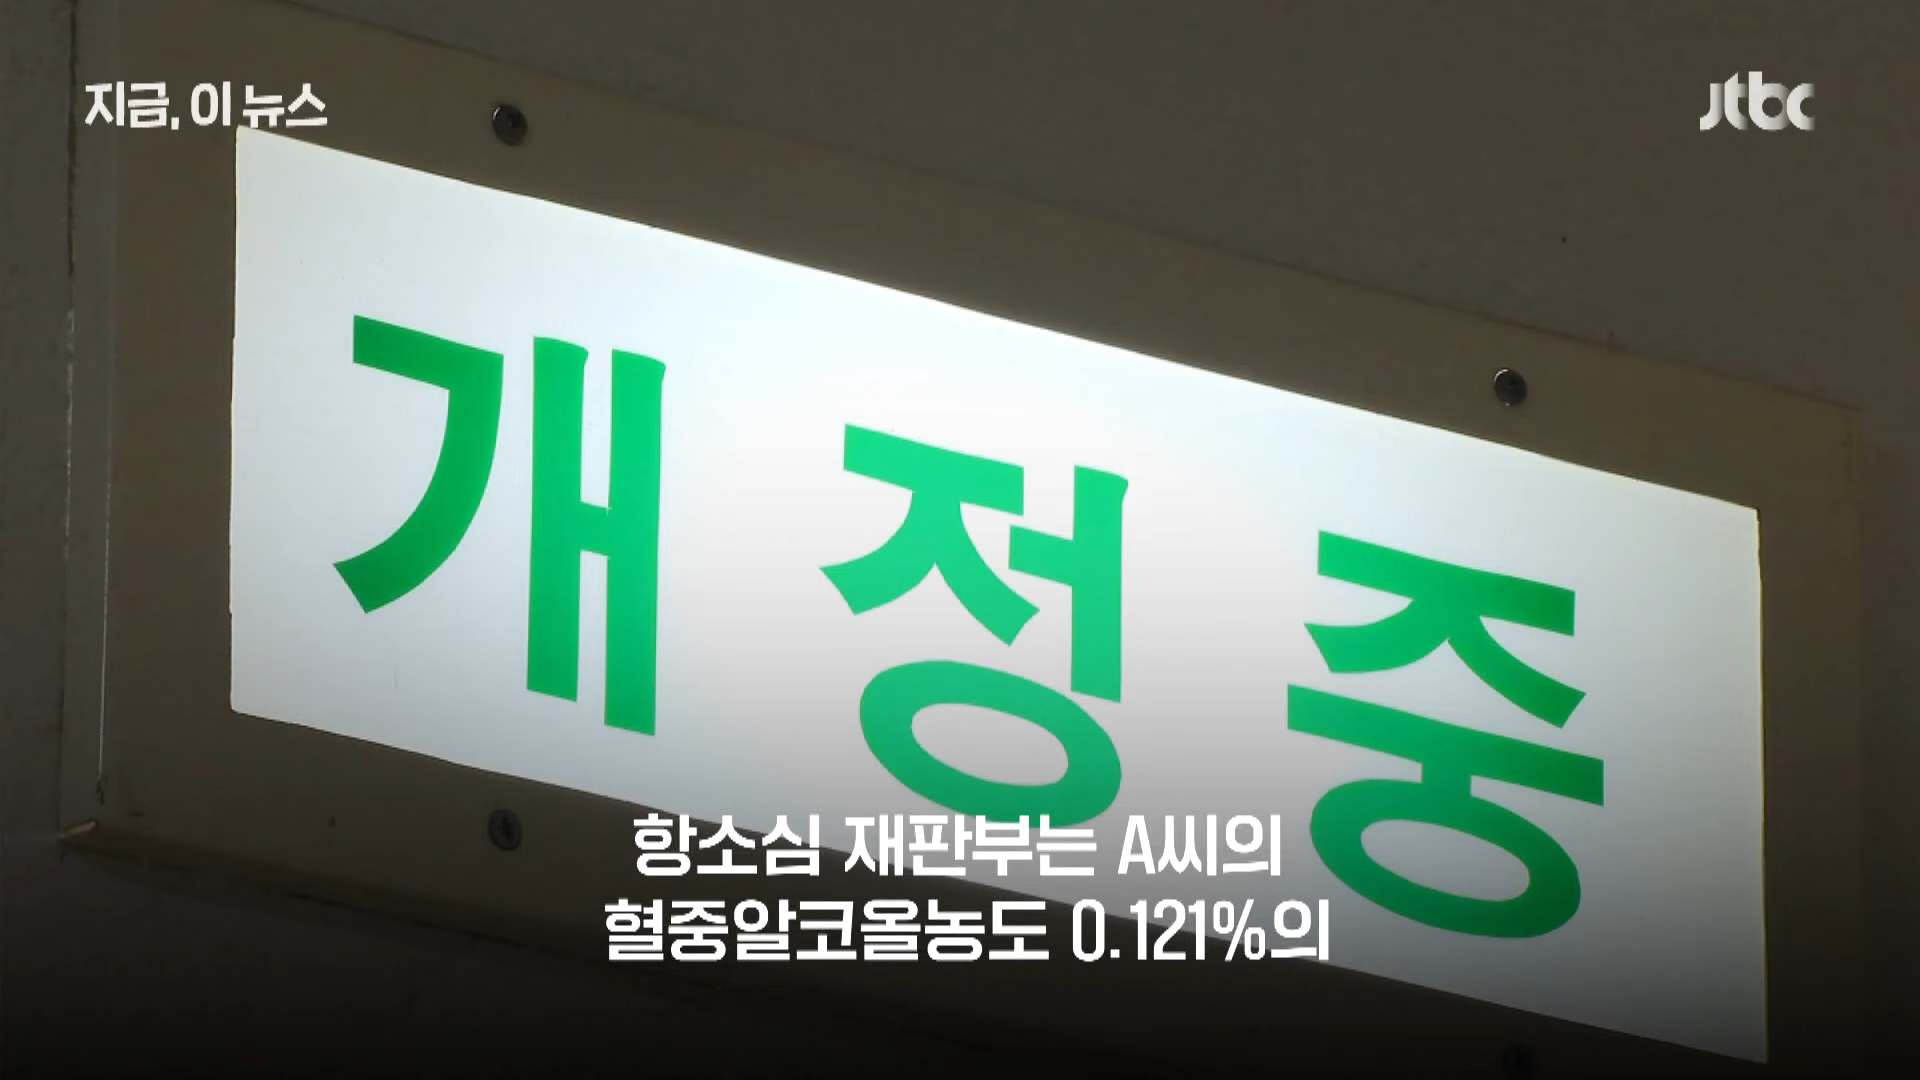 지금, 이 뉴스
jtbc
개정중
항소심 재판부는 A씨의
혈중알코올농도 0.121%의